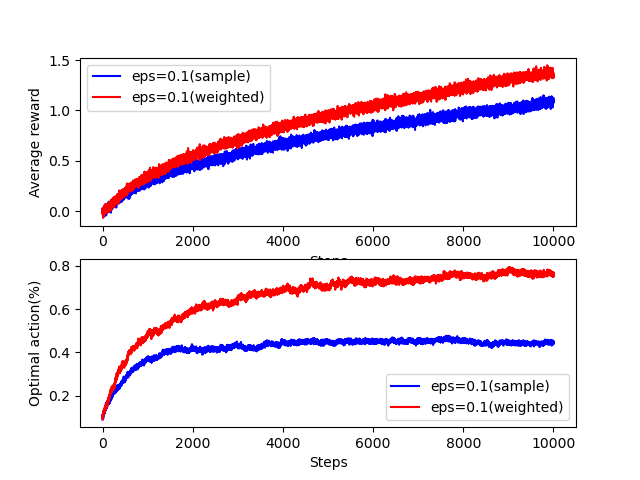 1.5
1.0
0.5
0.0
Average reward
eps=0.1(sample)
eps=0.1(weighted)
0 2000 4000 6000 8000 10000
Steps
0.8
0.6
0.4
0.2
Optimal action(%)
eps=0.1(sample)
eps=0.1(weighted)
0 2000 4000 6000 8000 10000
Steps